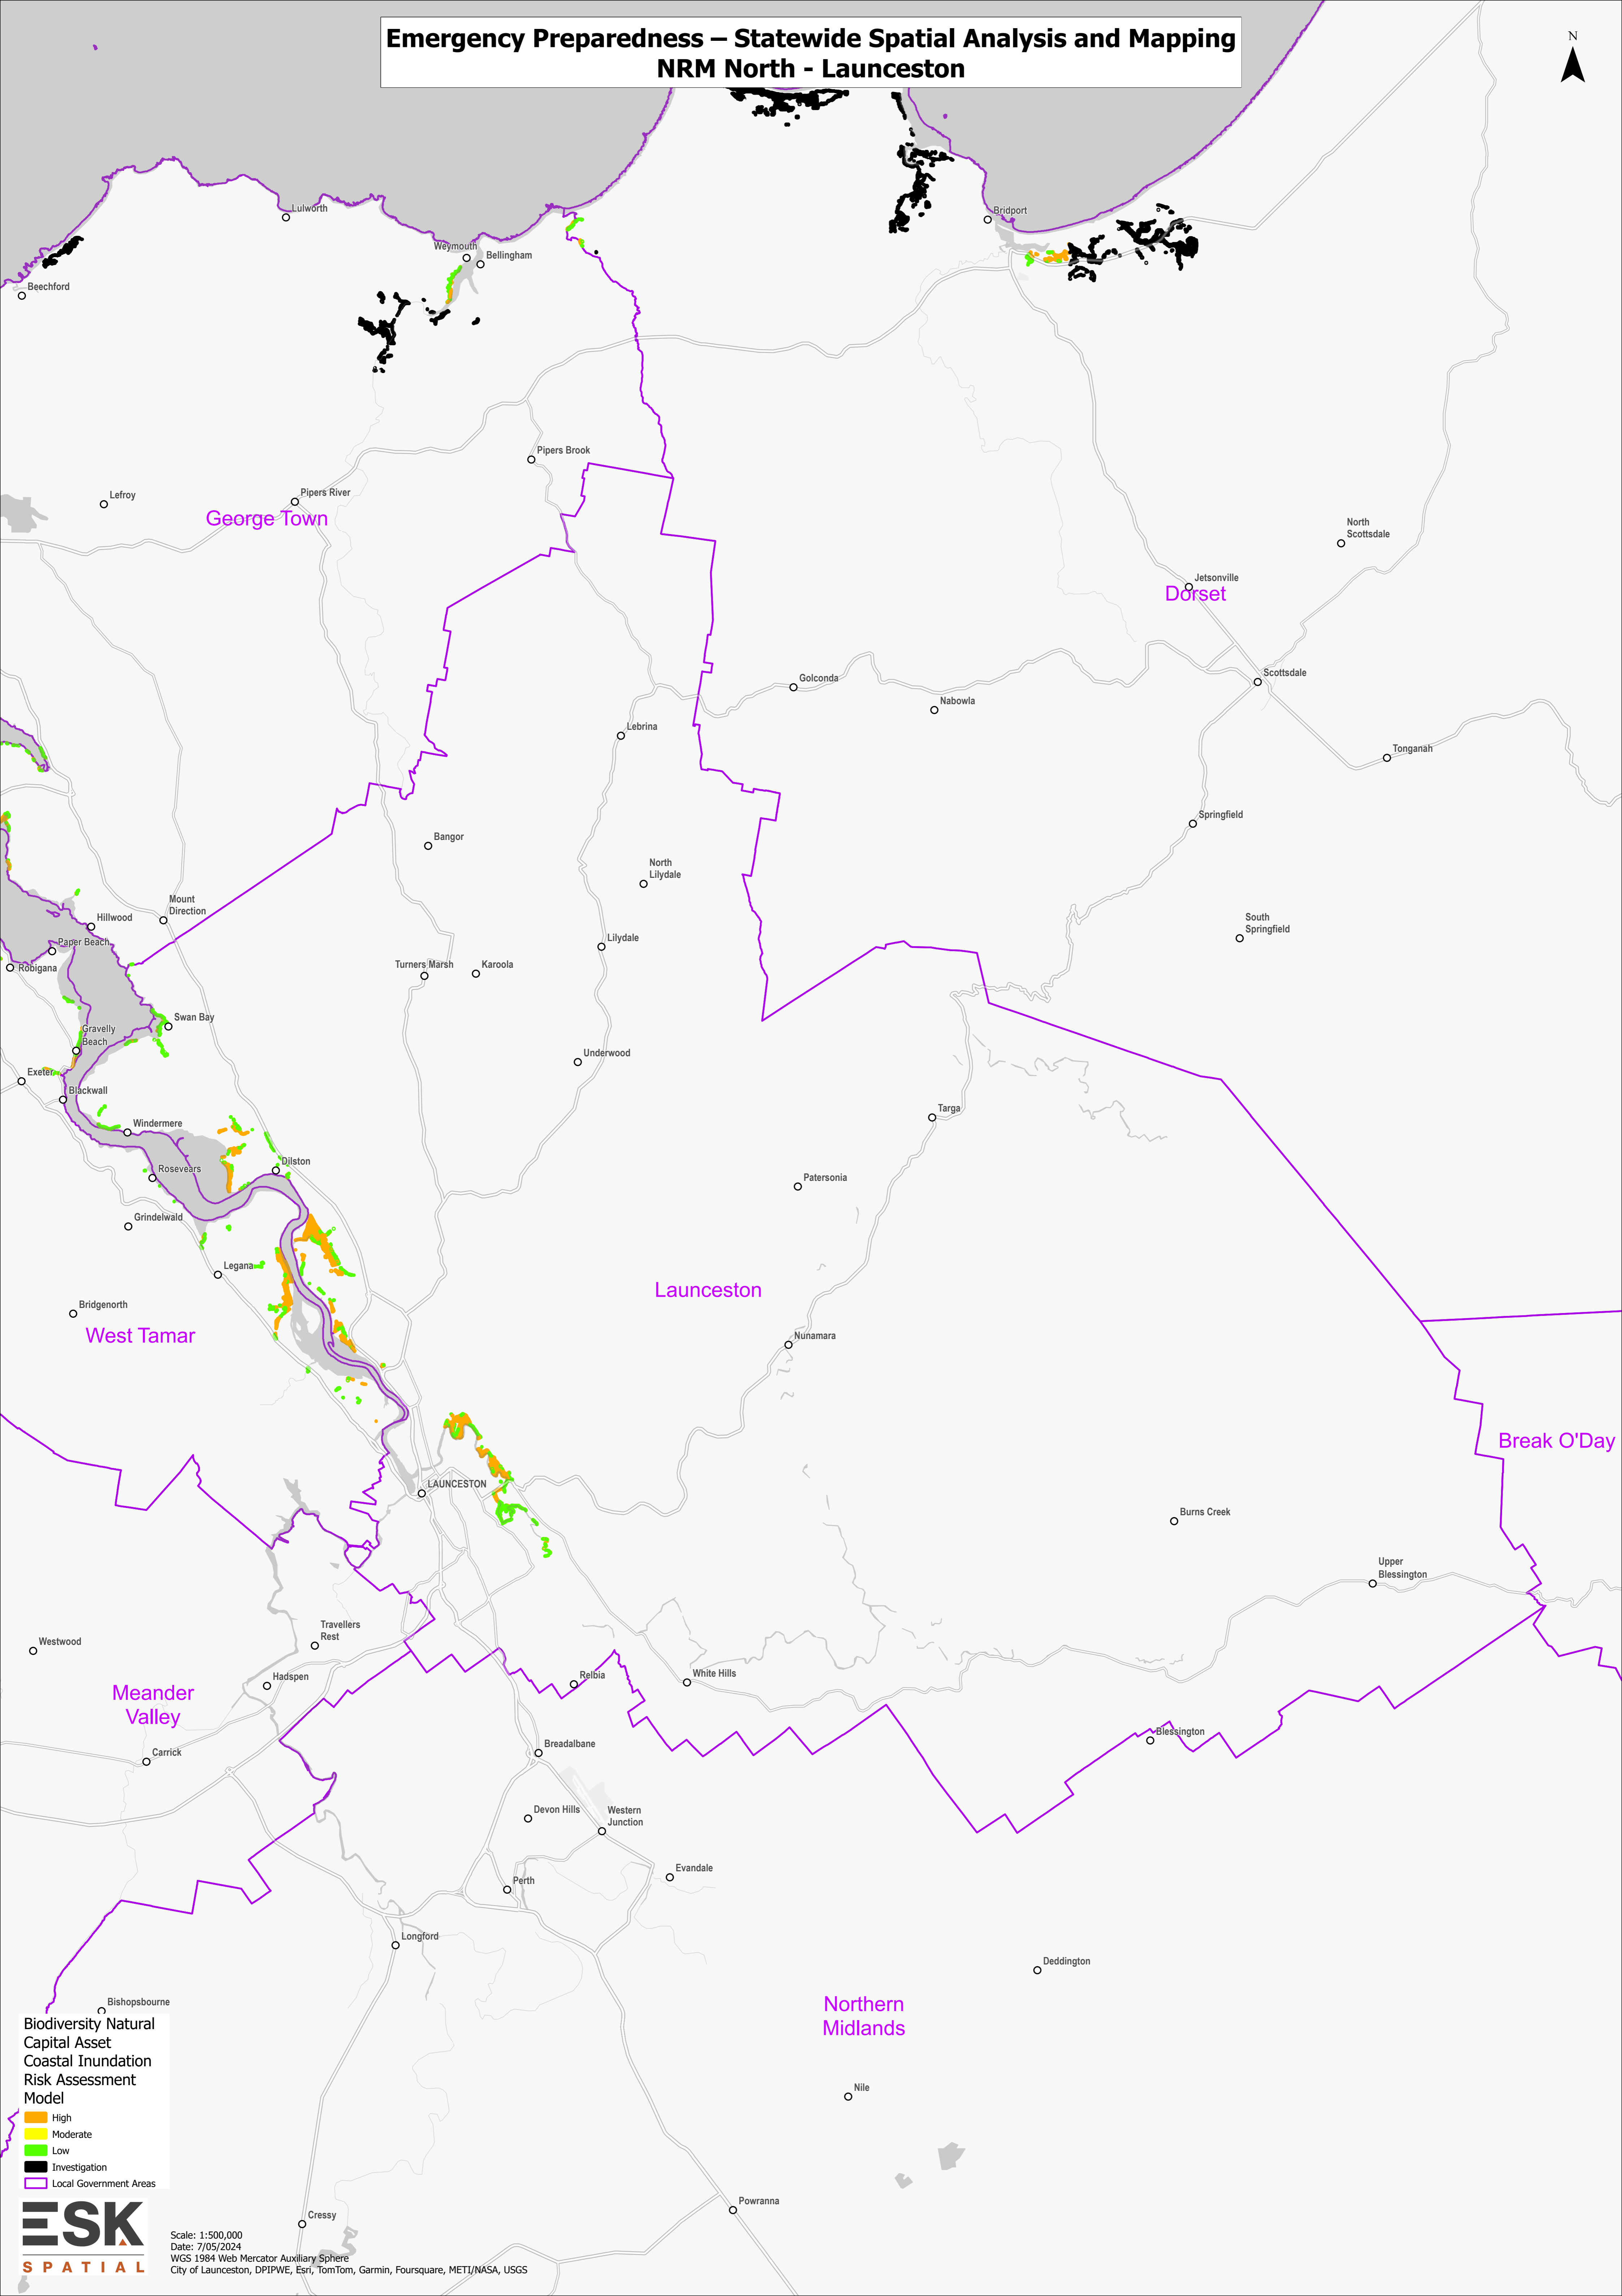 Emergency Preparedness – Statewide Spatial Analysis and Mapping
NRM North - Launceston
N
Lulworth
Bridport
Weymouth
Bellingham
Beechford
Pipers Brook
Lefroy
Pipers River
George Town
North
Scottsdale
Jetsonville
Dorset
Golconda
Scottsdale
Nabowla
Lebrina
Tonganah
Springfield
Bangor
North
Lilydale
Mount
Direction
Hillwood
South
Springfield
Paper Beach
Lilydale
Robigana
Turners Marsh
Karoola
Swan Bay
Gravelly
Beach
Underwood
Exeter
Blackwall
Targa
Windermere
Dilston
Rosevears
Patersonia
Grindelwald
Legana
Launceston
Bridgenorth
West Tamar
Nunamara
Break O'Day
LAUNCESTON
Burns Creek
Upper
Blessington
Travellers
Rest
Westwood
Hadspen
Relbia
White Hills
Meander
Valley
Blessington
Carrick
Breadalbane
Devon Hills
Western
Junction
Evandale
Perth
Longford
Deddington
Bishopsbourne
Northern
Midlands
Nile
Powranna
Cressy
Biodiversity Natural
Capital Asset
Coastal Inundation
Risk Assessment
Model
High
Moderate
Low
Investigation
Local Government Areas
ESK
SPATIAL
Scale: 1:500,000
Date: 7/05/2024
WGS 1984 Web Mercator Auxiliary Sphere
City of Launceston, DPIPWE, Esri, TomTom, Garmin, Foursquare, METI/NASA, USGS